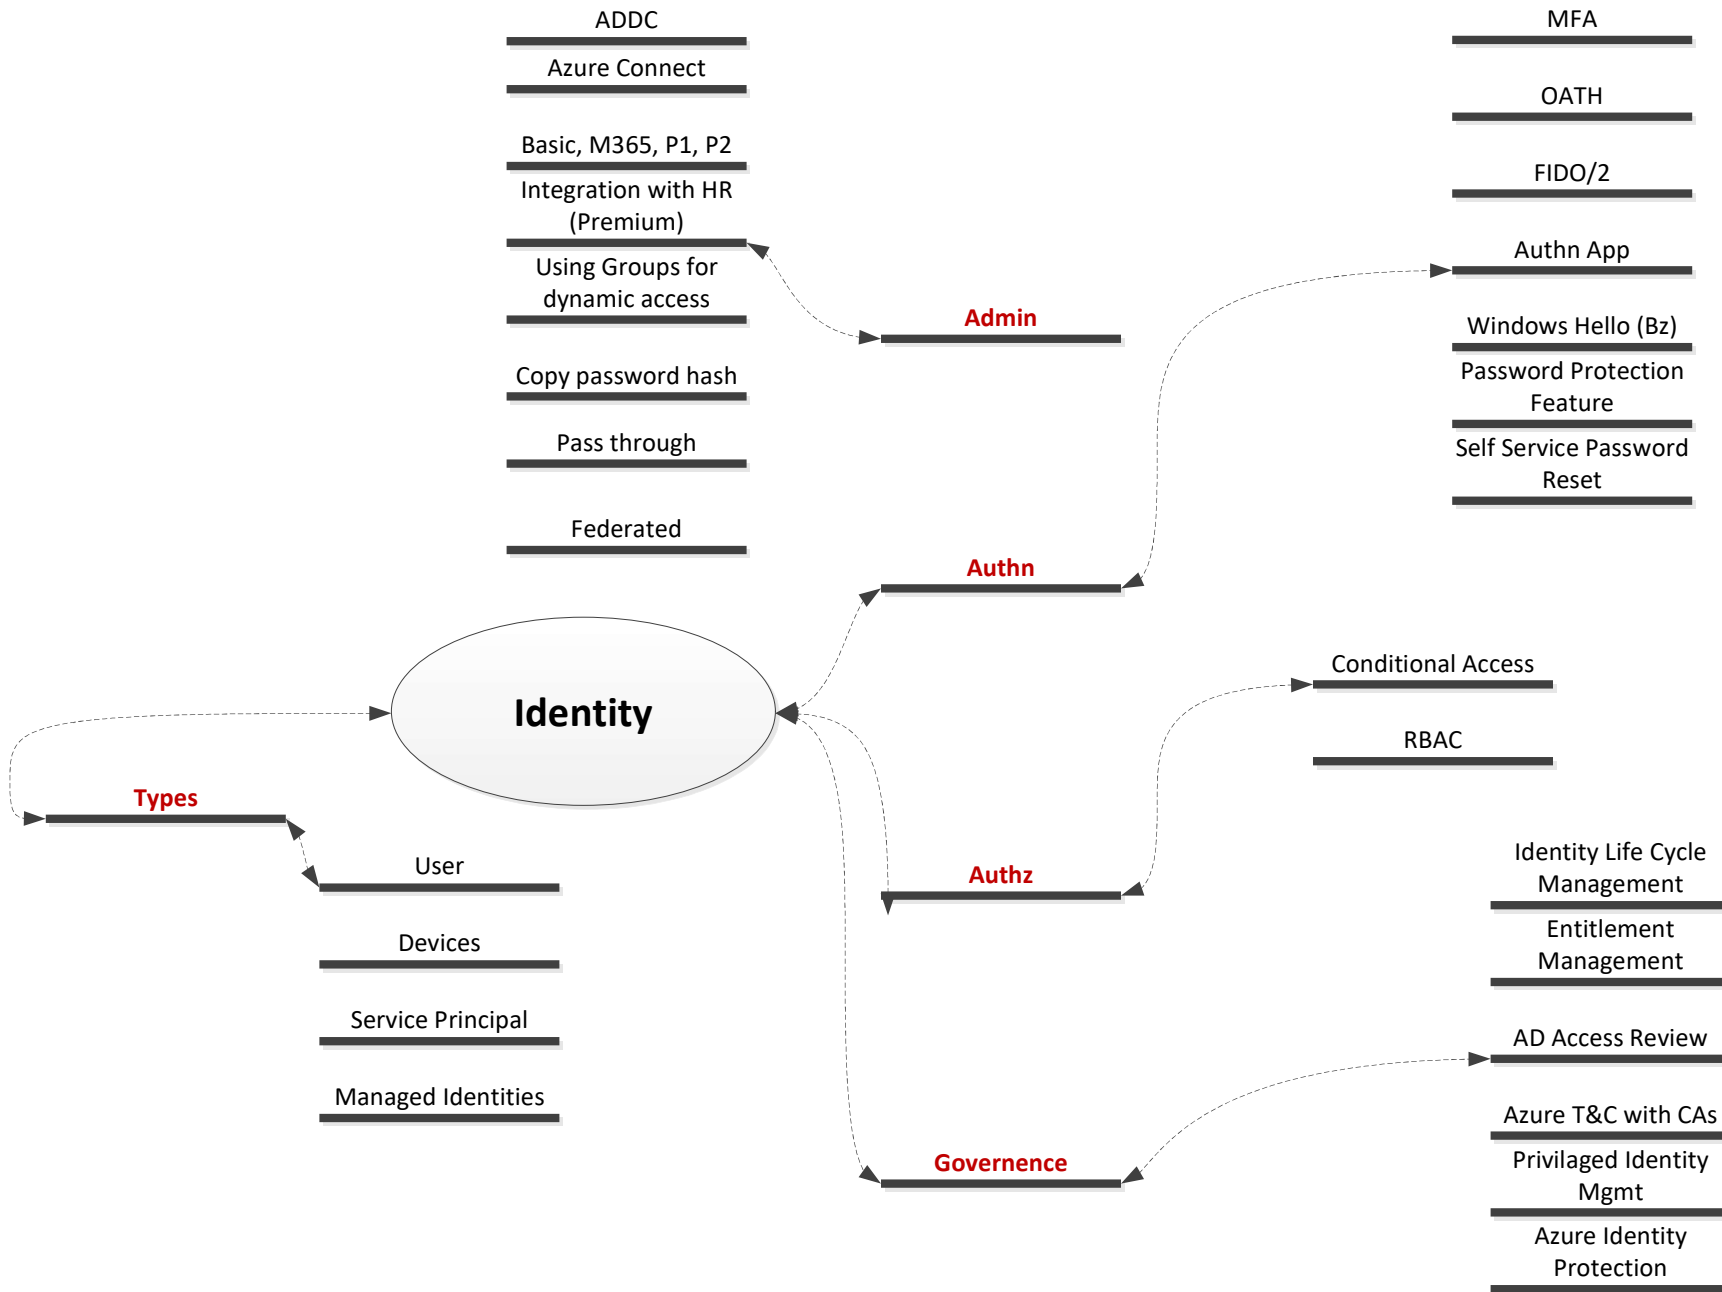 ADDC
Azure Connect
Basic, M365, P1, P2
Integration with HR
(Premium)
Using Groups for
dynamic access
Copy password hash
Pass through
Federated
Admin
MFA
OATH
FIDO/2
Authn App
Windows Hello (Bz)
Password Protection
Feature
Self Service Password
Reset
Authn
Identity
Conditional Access
RBAC
Types
User
Devices
Service Principal
Managed Identities
Authz
Identity Life Cycle
Management
Entitlement
Management
AD Access Review
Azure T&C with CAs
Privilaged Identity
Mgmt
Azure Identity
Protection
Governence